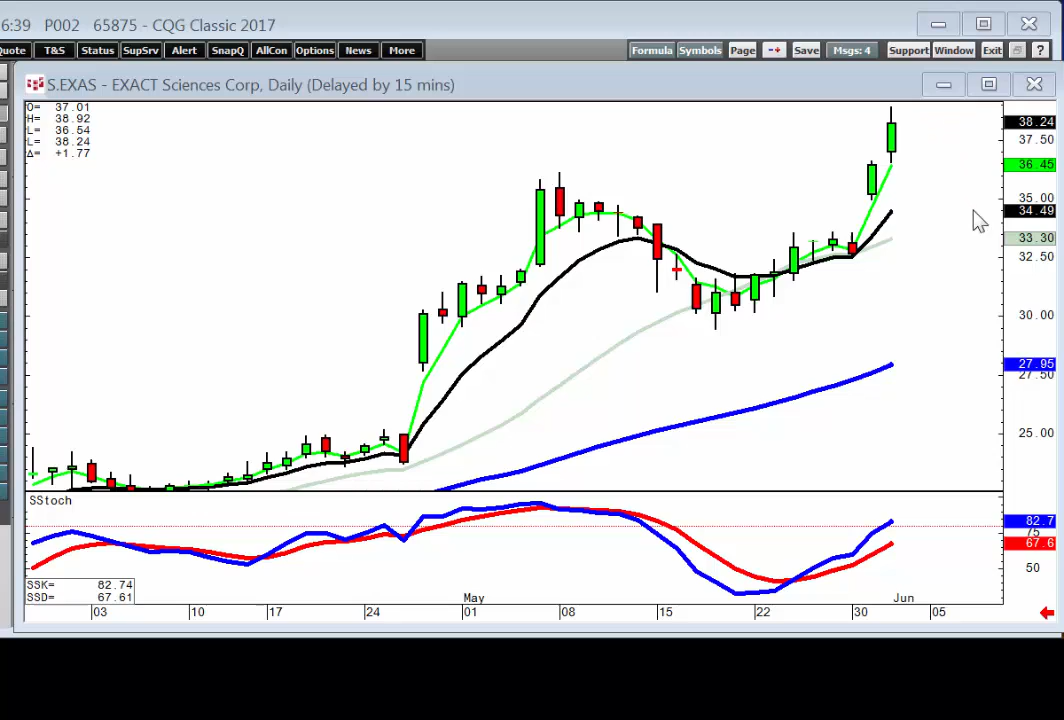 6:39 P002 65875 - CQG Classic 2017
Quote T&S Status SupSrv Alert SnapQ AllCon Options News More Formula Symbols Page Save Msgs: 4 Support Window Exit ?
S.EXAS - EXACT Sciences Corp, Daily (Delayed by 15 mins)
O= 37.01
H= 38.92
L= 36.54
L= 38.24
Δ= +1.77
38.24
37.50
36.45
35.00
34.49
33.30
32.50
30.00
27.95
27.50
25.00
SStoch
82.7
75
67.6
50
SSK= 82.74
SSD= 67.61
May Jun
03 10 17 24 01 08 15 22 30 05